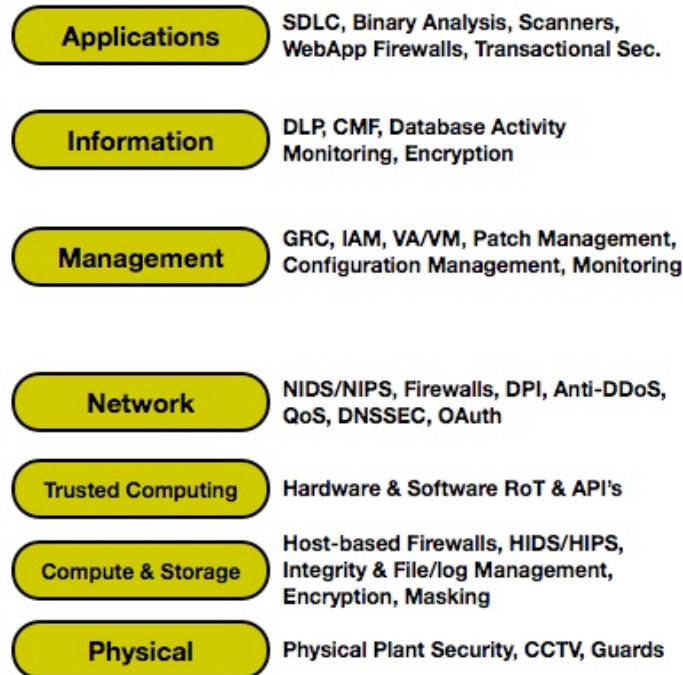 Applications
SDLC, Binary Analysis, Scanners,
WebApp Firewalls, Transactional Sec.
Information
DLP, CMF, Database Activity
Monitoring, Encryption
Management
GRC, IAM, VA/VM, Patch Management,
Configuration Management, Monitoring
Network
NIDS/NIPS, Firewalls, DPI, Anti-DDoS,
QoS, DNSSEC, OAuth
Trusted Computing
Hardware & Software RoT & API's
Compute & Storage
Host-based Firewalls, HIDS/HIPS,
Integrity & File/log Management,
Encryption, Masking
Physical
Physical Plant Security, CCTV, Guards